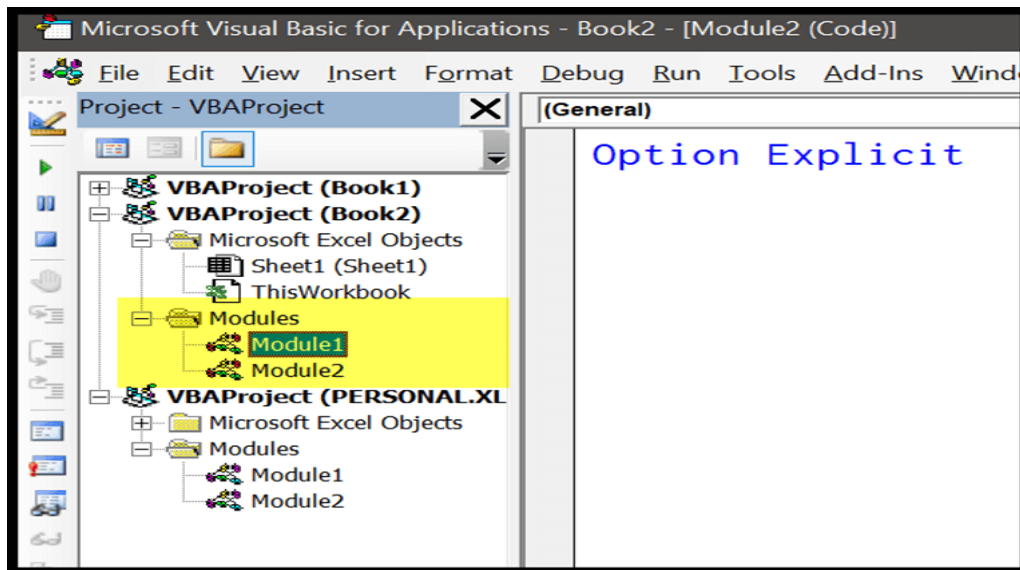 Microsoft Visual Basic for Applications - Book2 - [Module2 (Code)]
File Edit View Insert Format Debug Run Tools Add-Ins Wind
Project - VBAProject
(General)
Option Explicit
VBAProject (Book1)
VBAProject (Book2)
Microsoft Excel Objects
Sheet1 (Sheet1)
ThisWorkbook
Modules
Module1
Module2
VBAProject (PERSONAL.XL
Microsoft Excel Objects
Modules
Module1
Module2